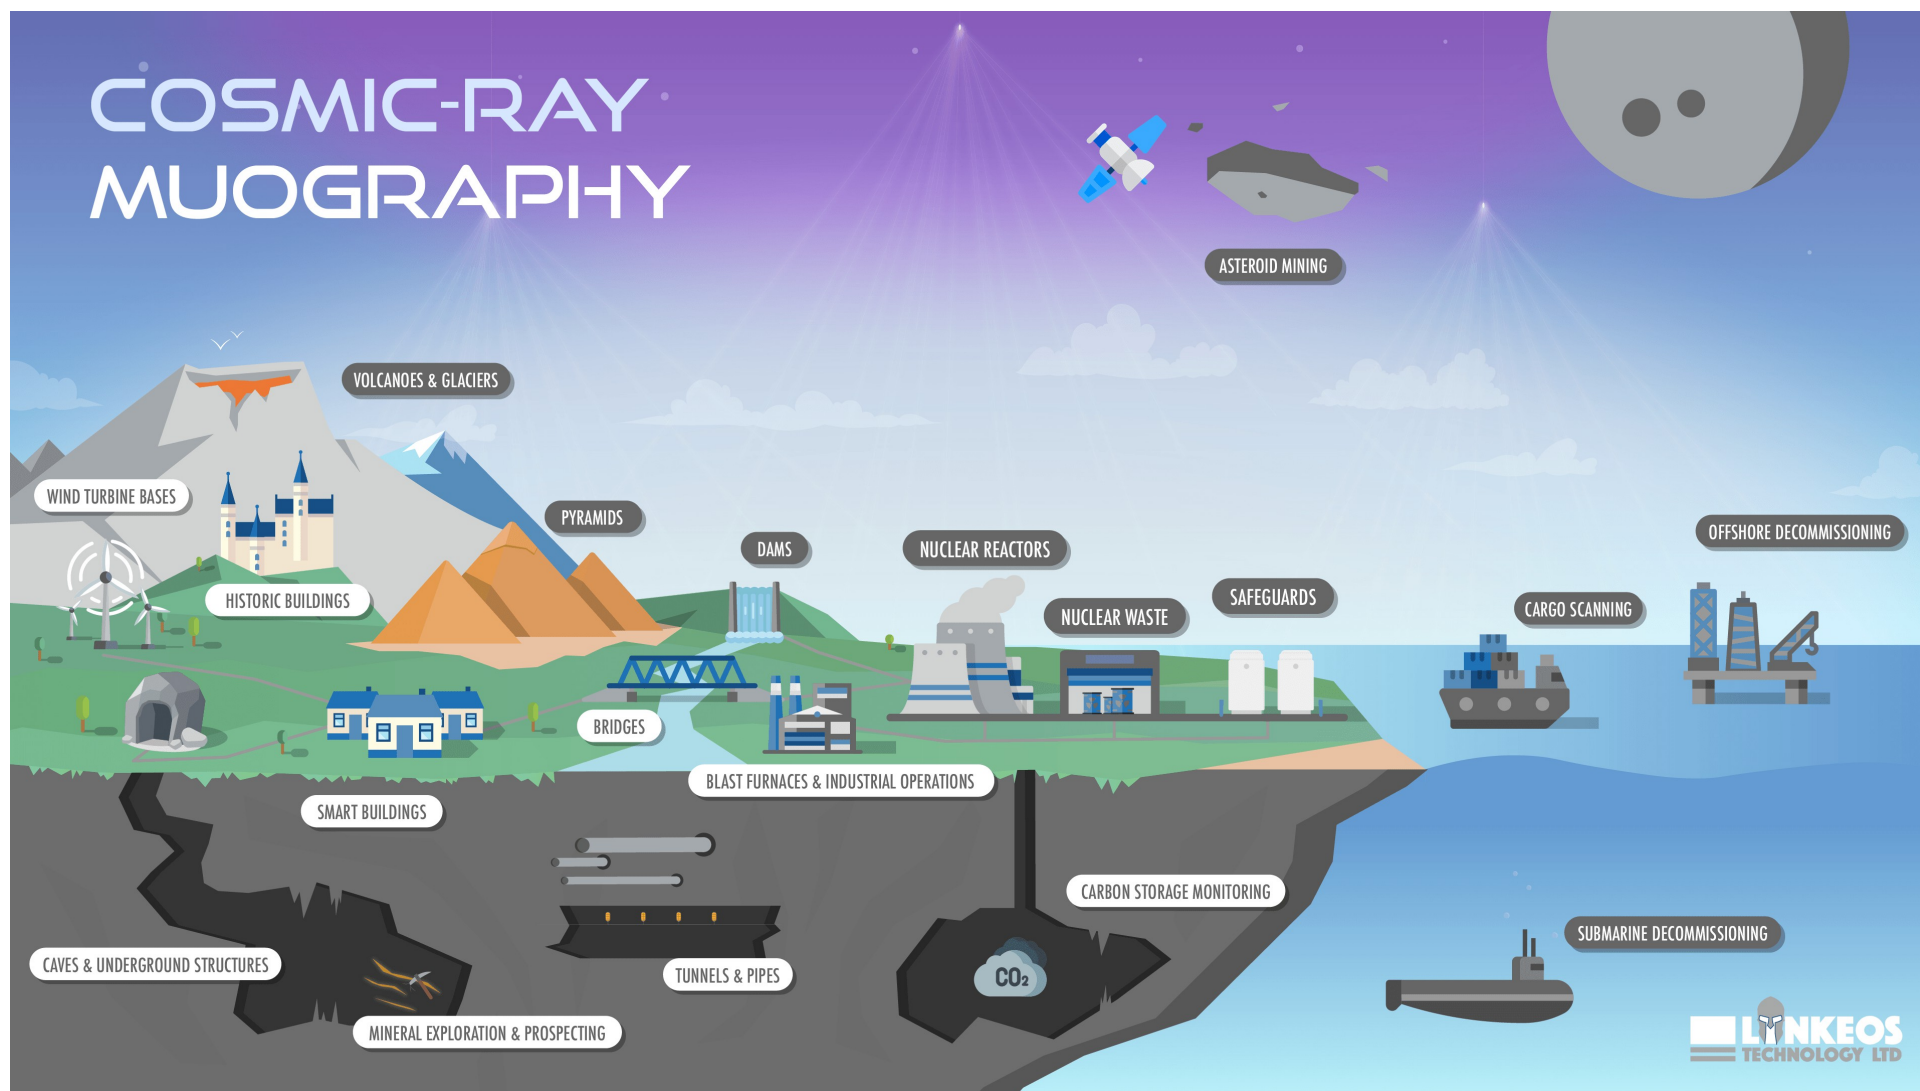 COSMIC-RAY
MUOGRAPHY
ASTEROID MINING
VOLCANOES & GLACIERS
WIND TURBINE BASES
PYRAMIDS
OFFSHORE DECOMMISSIONING
DAMS
NUCLEAR REACTORS
SAFEGUARDS
HISTORIC BUILDINGS
NUCLEAR WASTE
CARGO SCANNING
BRIDGES
BLAST FURNACES & INDUSTRIAL OPERATIONS
SMART BUILDINGS
CARBON STORAGE MONITORING
SUBMARINE DECOMMISSIONING
CAVES & UNDERGROUND STRUCTURES
TUNNELS & PIPES
CO₂
MINERAL EXPLORATION & PROSPECTING
LYNKEOS
TECHNOLOGY LTD